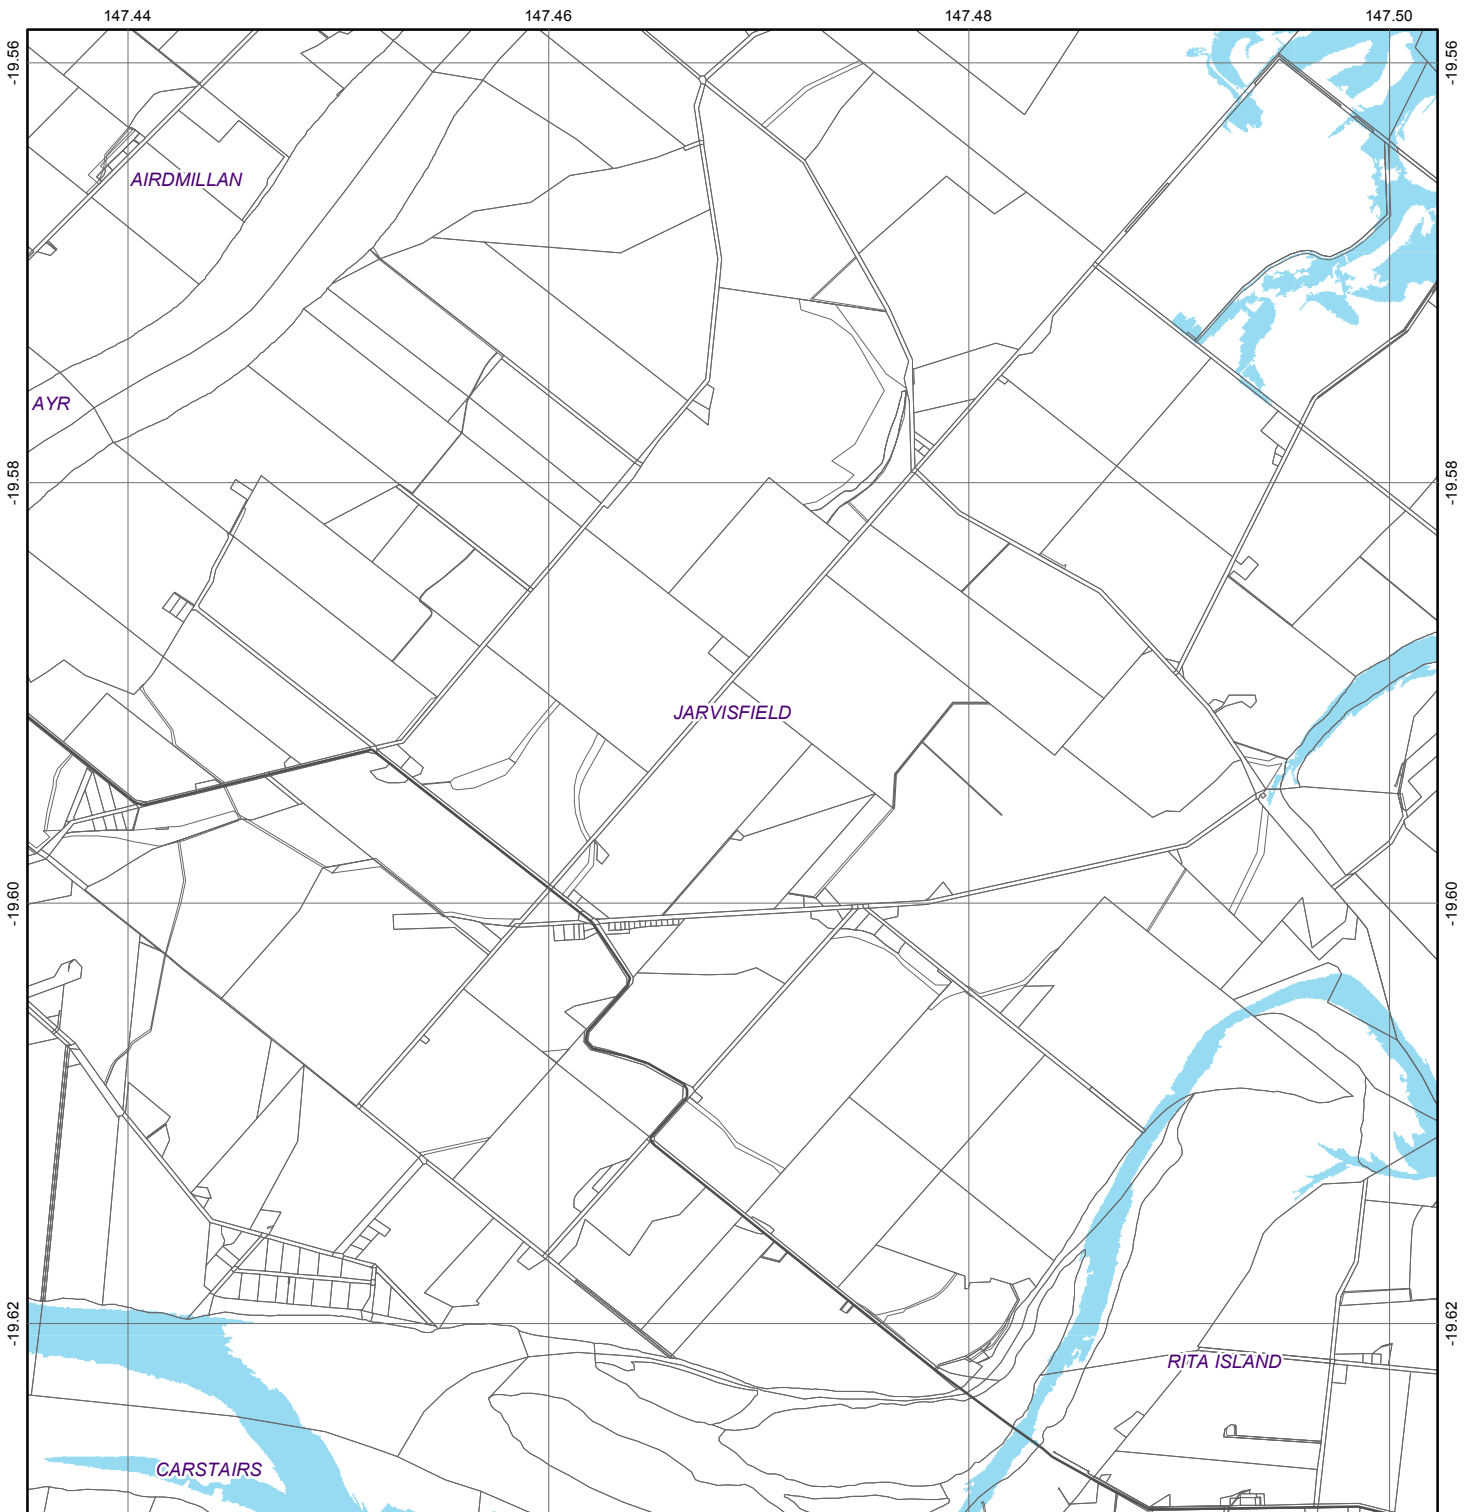 147.44 147.46 147.48 147.50
-19.56 -19.56
AIRDMILLAN
AYR
-19.58 -19.58
JARVISFIELD
-19.60 -19.60
-19.62 -19.62
RITA ISLAND
CARSTAIRS